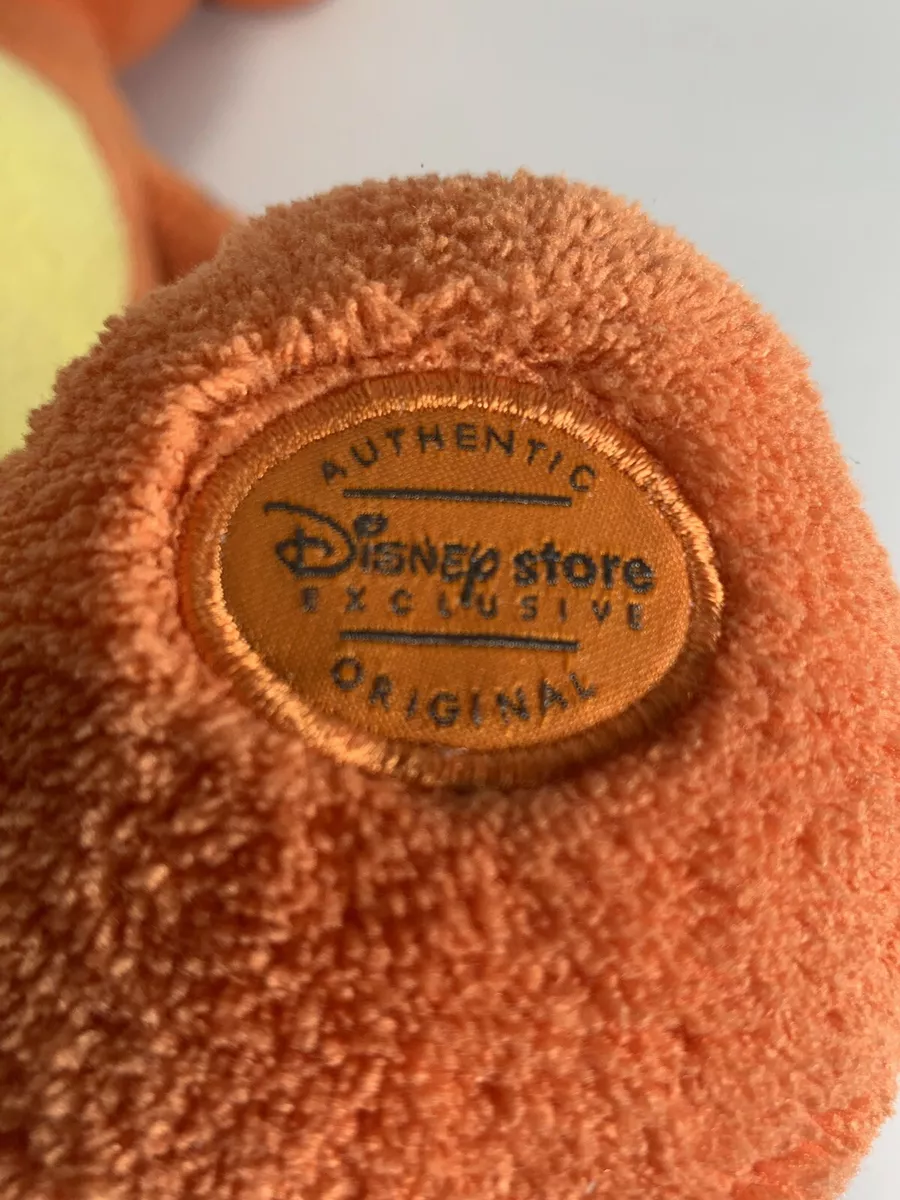 AUTHENTIC
Disney store
EXCLUSIVE
ORIGINAL